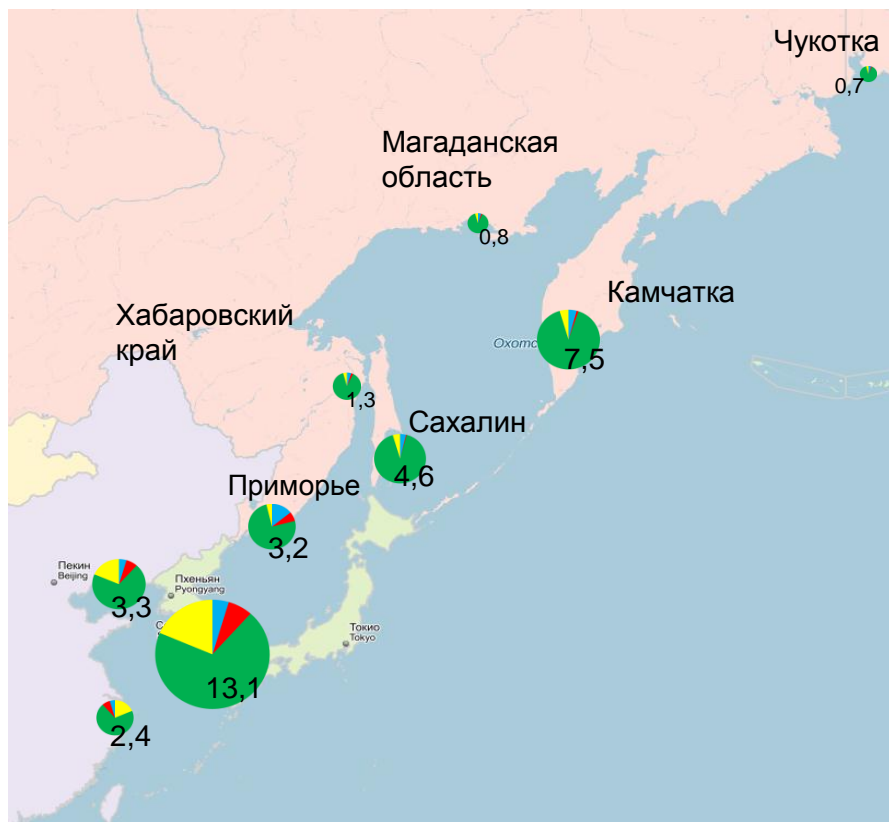 Чукотка
0,7
Магаданская
область
0,8
Камчатка
Охотс
7,5
Хабаровский
край
1,3
Сахалин
4,6
Приморье
3,2
Пекин
Beijing
3,3
Пхеньян
Pyongyang
Токио
Tokyo
13,1
2,4